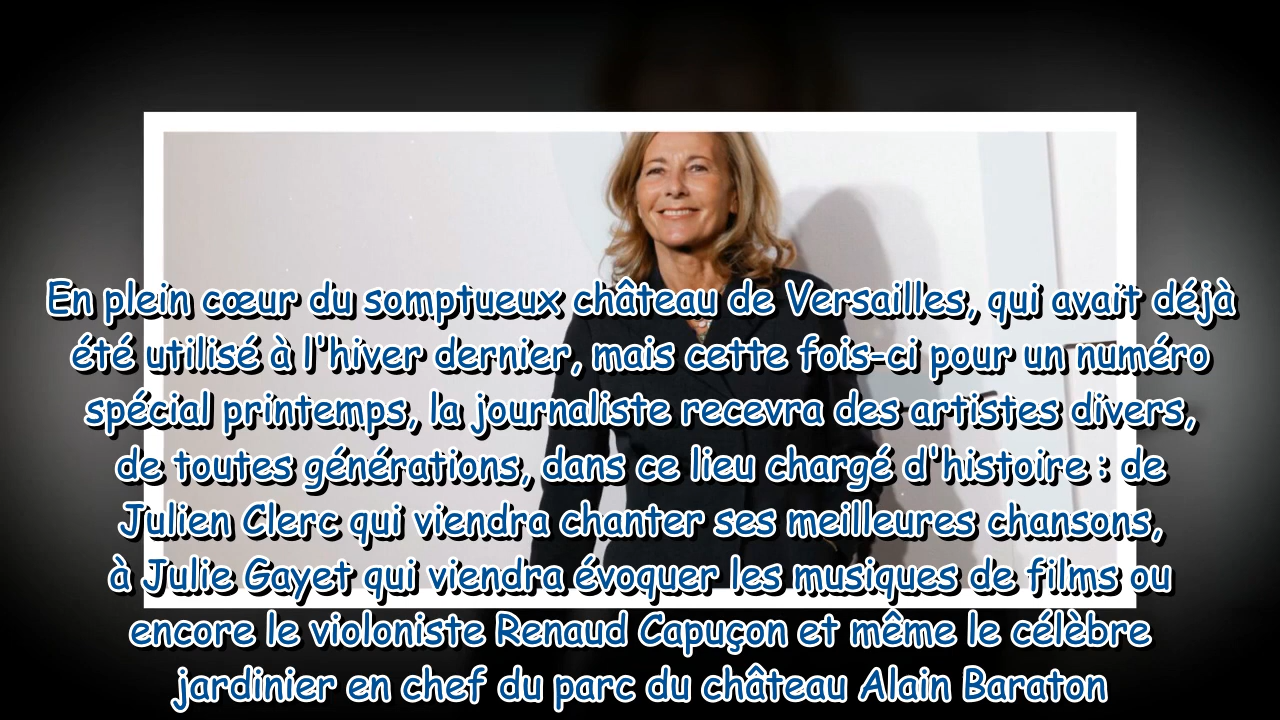 En plein cœur du somptueux château de Versailles, qui avait déjà
été utilisé à l'hiver dernier, mais cette fois-ci pour un numéro
spécial printemps, la journaliste recevra des artistes divers,
de toutes générations, dans ce lieu chargé d'histoire : de
Julien Clerc qui viendra chanter ses meilleures chansons,
à Julie Gayet qui viendra évoquer les musiques de films ou
encore le violoniste Renaud Capuçon et même le célèbre
jardinier en chef du parc du château Alain Baraton